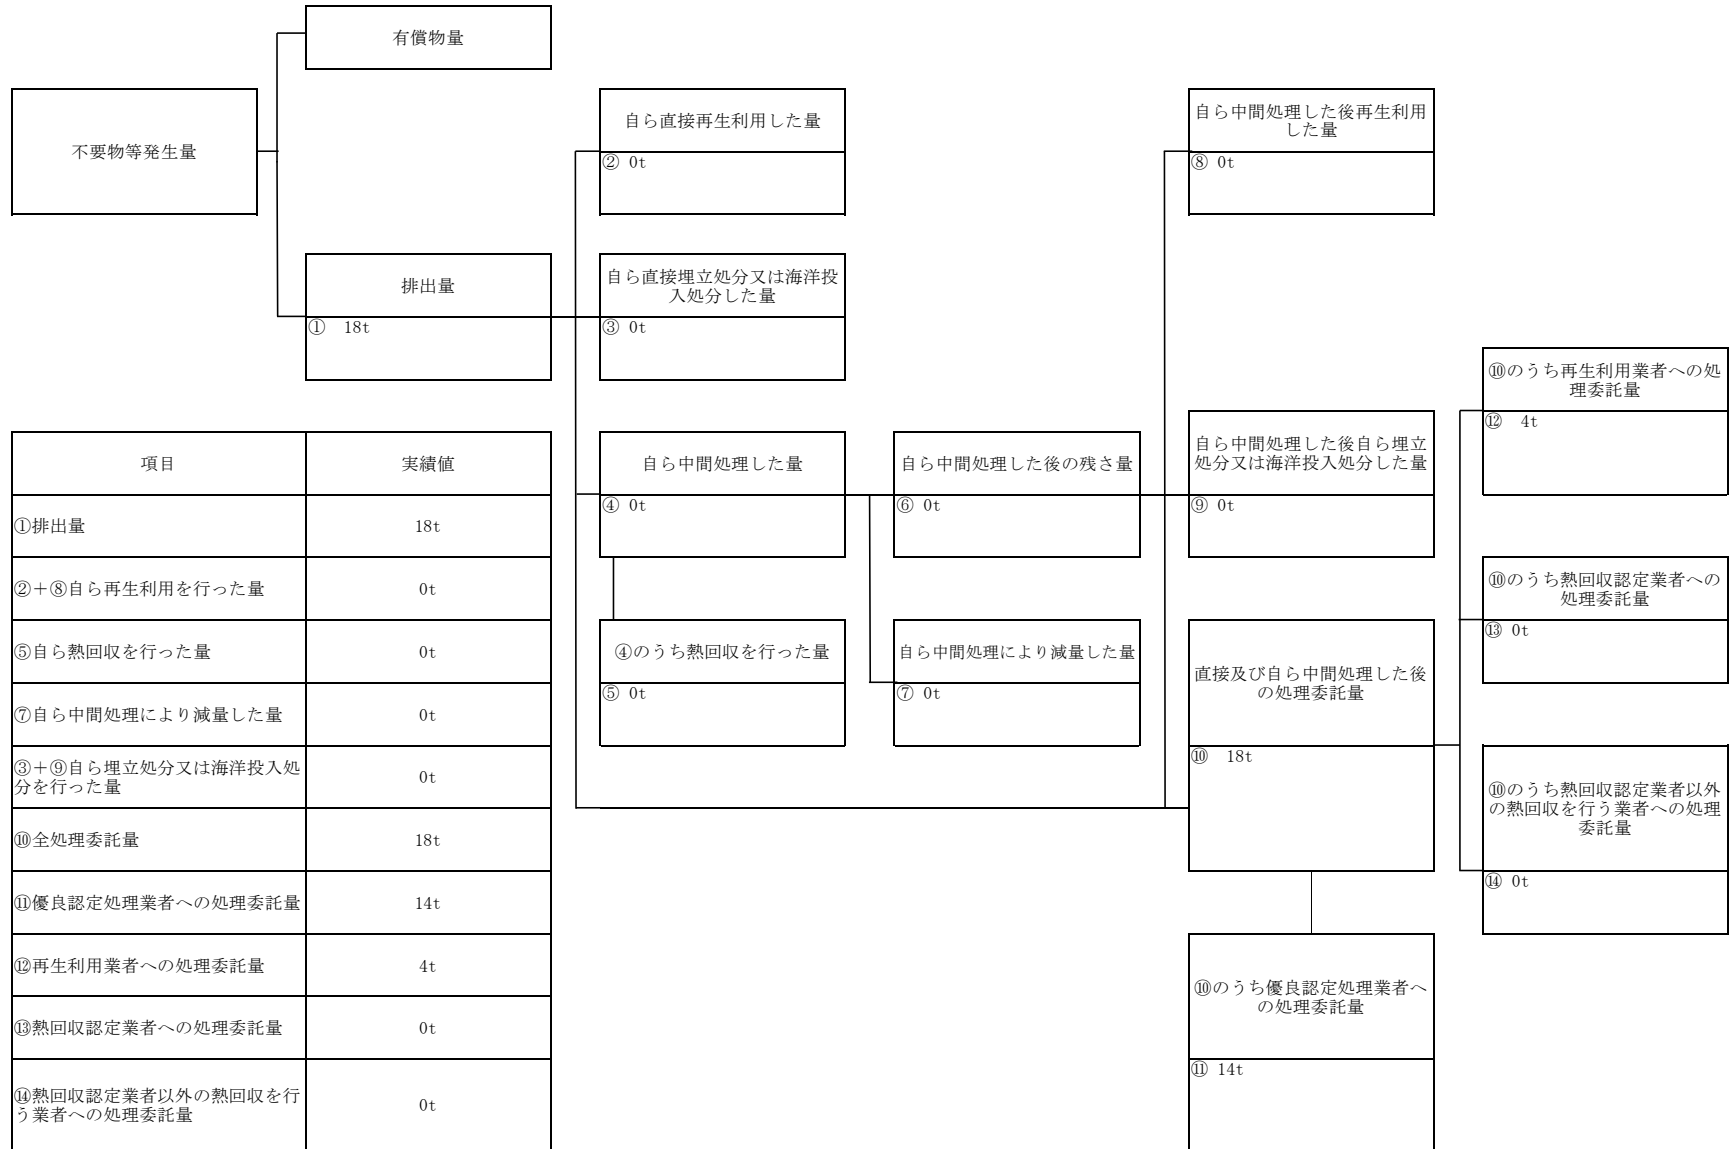 有償物量
不要物等発生量
自ら直接再生利用した量
② 0t
自ら中間処理した後再生利用
した量
⑧ 0t
排出量
① 18t
自ら直接埋立処分又は海洋投
入処分した量
③ 0t
⑩のうち再生利用業者への処
理委託量
⑫ 4t
自ら中間処理した量
④ 0t
自ら中間処理した後の残さ量
⑥ 0t
自ら中間処理した後自ら埋立
処分又は海洋投入処分した量
⑨ 0t
⑩のうち熱回収認定業者への
処理委託量
⑬ 0t
④のうち熱回収を行った量
⑤ 0t
自ら中間処理により減量した量
⑦ 0t
直接及び自ら中間処理した後
の処理委託量
⑩ 18t
⑩のうち熱回収認定業者以外
の熱回収を行う業者への処理
委託量
⑭ 0t
⑩のうち優良認定処理業者へ
の処理委託量
⑪ 14t
項目 実績値
①排出量 18t
②+⑧自ら再生利用を行った量 0t
⑤自ら熱回収を行った量 0t
⑦自ら中間処理により減量した量 0t
③+⑨自ら埋立処分又は海洋投入処
分を行った量 0t
⑩全処理委託量 18t
⑪優良認定処理業者への処理委託量 14t
⑫再生利用業者への処理委託量 4t
⑬熱回収認定業者への処理委託量 0t
⑭熱回収認定業者以外の熱回収を行
う業者への処理委託量 0t